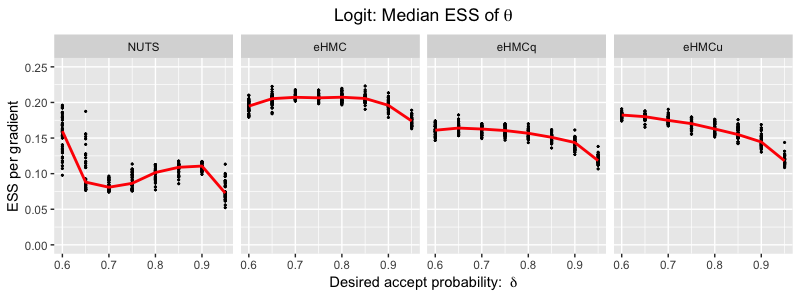 Logit: Median ESS of θ
NUTS eHMC eHMCq eHMCu
ESS per gradient
0.25
0.20
0.15
0.10
0.05
0.00
0.6 0.7 0.8 0.9 0.6 0.7 0.8 0.9 0.6 0.7 0.8 0.9 0.6 0.7 0.8 0.9
Desired accept probability: δ